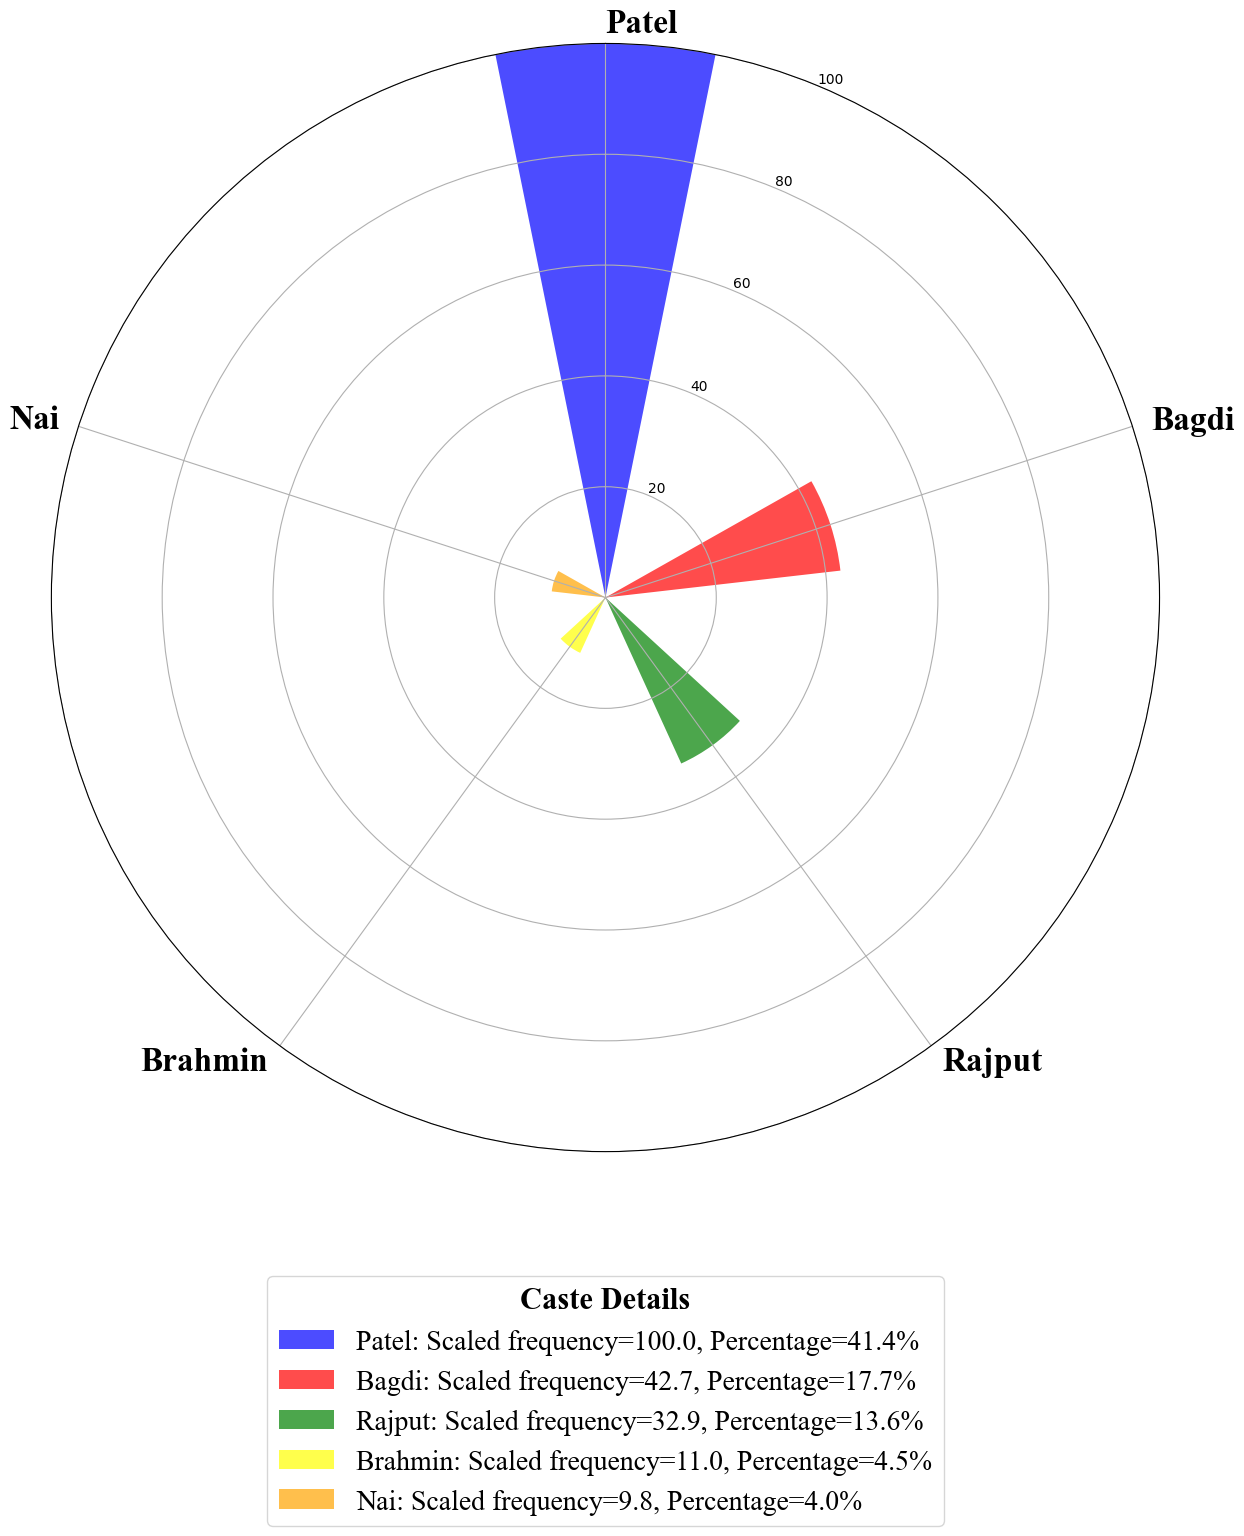 Patel
100
80
60
40
20
Nai
Bagdi
Brahmin
Rajput
Caste Details
Patel: Scaled frequency=100.0, Percentage=41.4%
Bagdi: Scaled frequency=42.7, Percentage=17.7%
Rajput: Scaled frequency=32.9, Percentage=13.6%
Brahmin: Scaled frequency=11.0, Percentage=4.5%
Nai: Scaled frequency=9.8, Percentage=4.0%